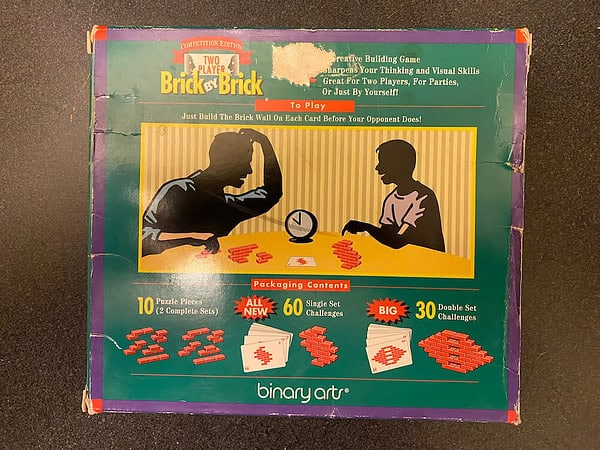 COMPETITION EDITION
TWO
PLAYER
Brick BY Brick
Creative Building Game
Sharpens Your Thinking and Visual Skills
Great For Two Players, For Parties,
Or Just By Yourself!
To Play
Just Build The Brick Wall On Each Card Before Your Opponent Does!
Packaging Contents
10 Puzzle Pieces
(2 Complete Sets)
ALL
NEW
60 Single Set
Challenges
BIG
30 Double Set
Challenges
binary arts®